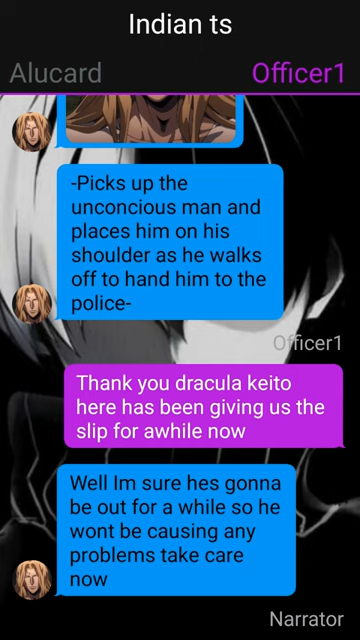 Indian ts
Alucard
Officer1
-Picks up the
unconcious man and
places him on his
shoulder as he walks
off to hand him to the
police-
Officer1
Thank you dracula keito
here has been giving us the
slip for awhile now
Well Im sure hes gonna
be out for a while so he
wont be causing any
problems take care
now
Narrator